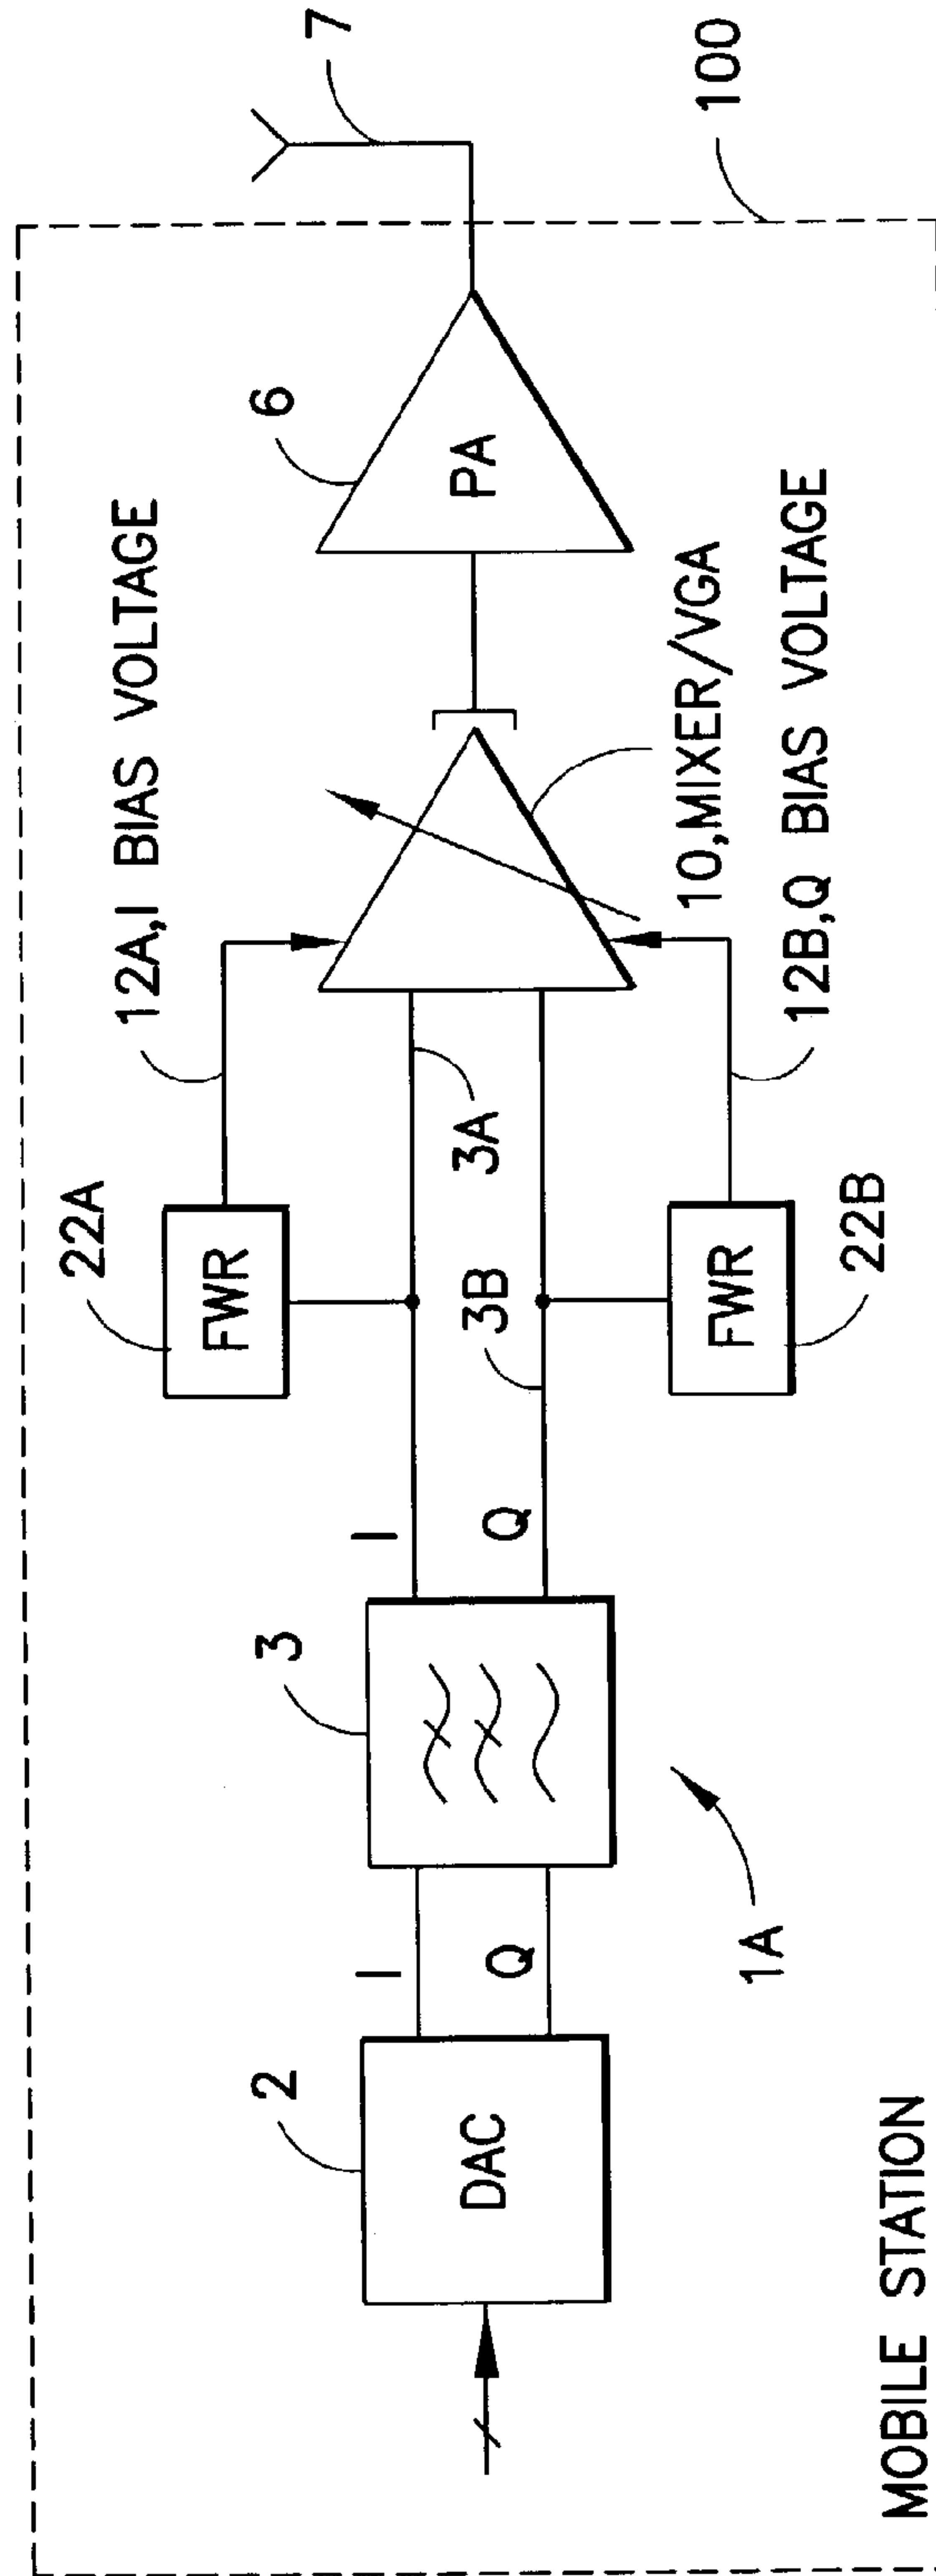 12A,I BIAS VOLTAGE
22A
FWR
6
7
PA
100
2
DAC
I
Q
3
I
Q
3B
3A
10,MIXER/VGA
12B,Q BIAS VOLTAGE
FWR
22B
1A
MOBILE STATION